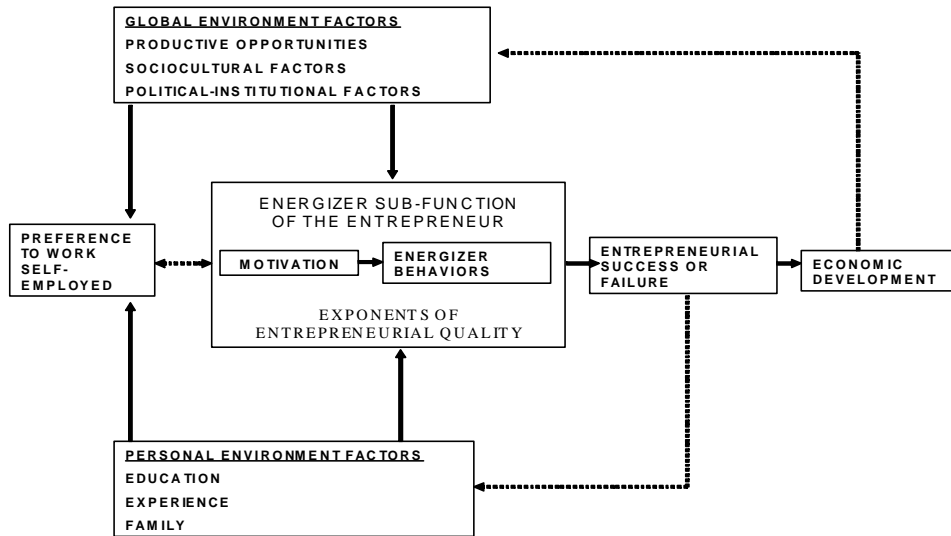 GLOBAL ENVIRONMENT FACTORS
PRODUCTIVE OPPORTUNITIES
SOCIOCULTURAL FACTORS
POLITICAL-INSTITUTIONAL FACTORS
ENERGIZER SUB-FUNCTION
OF THE ENTREPRENEUR
PREFERENCE
TO WORK
SELF-
EMPLOYED
MOTIVATION
ENERGIZER
BEHAVIORS
EXPONENTS OF
ENTREPRENEURIAL QUALITY
ENTREPRENEURIAL
SUCCESS OR
FAILURE
ECONOMIC
DEVELOPMENT
PERSONAL ENVIRONMENT FACTORS
EDUCATION
EXPERIENCE
FAMILY